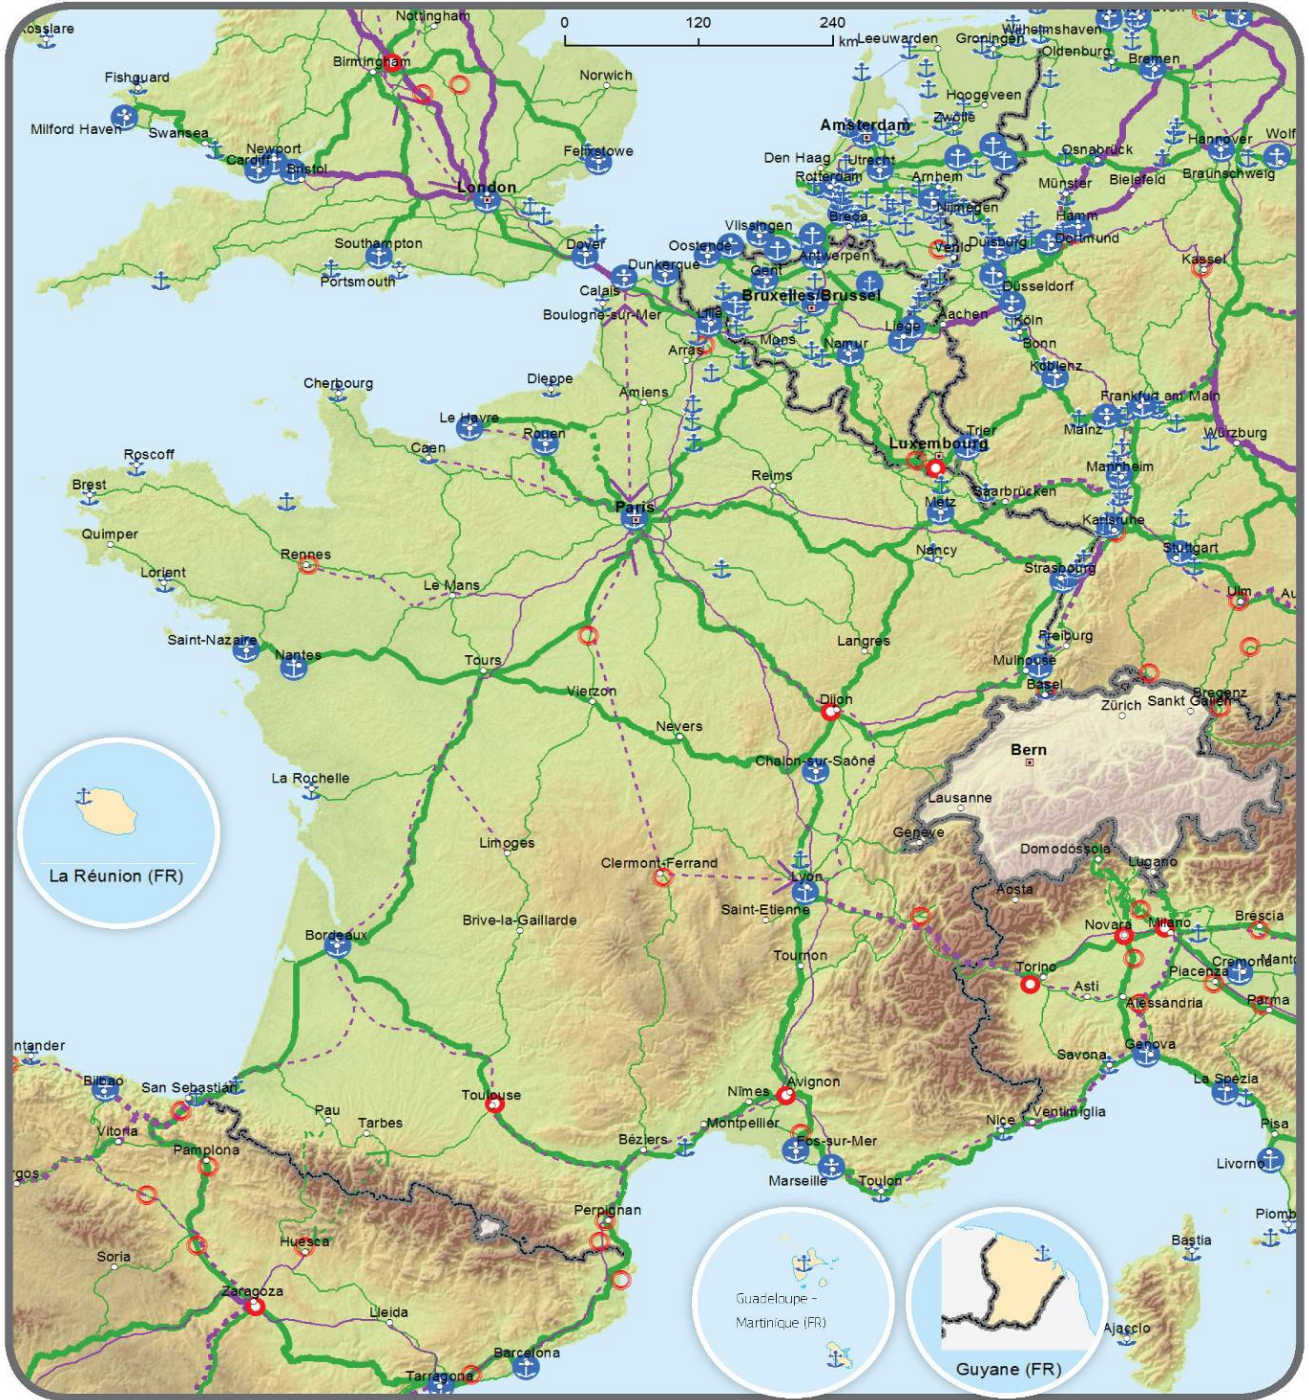 Nottingham
0 120 240
km
Leeuwarden
Groningen
Wilhelmshaven
Oldenburg
Bremen
Birmingham
Norwich
Fishguard
Hoogeveen
Zwolle
Milford Haven
Swansea
Amsterdam
Newport
Cardiff
Bristol
Felixstowe
Den Haag
Utrecht
Osnabrück
Hannover
Braunschweig
London
Rotterdam
Arnhem
Münster
Bielefeld
Nijmegen
Breda
Hamm
Southampton
Dover
Vlissingen
Oostende
Venlo
Duisburg
Dortmund
Portsmouth
Dunkerque
Gent
Antwerpen
Kassel
Calais
Bruxelles/Brussel
Düsseldorf
Boulogne-sur-Mer
Lille
Liège
Aachen
Köln
Arras
Mons
Namur
Bonn
Koblenz
Cherbourg
Dieppe
Amiens
Frankfurt am Main
Le Havre
Rouen
Mainz
Würzburg
Caen
Luxembourg
Trier
Roscoff
Mannheim
Brest
Reims
Saarbrücken
Paris
Metz
Karlsruhe
Quimper
Rennes
Nancy
Stuttgart
Lorient
Le Mans
Strasbourg
Ulm
Saint-Nazaire
Langres
Freiburg
Nantes
Tours
Mulhouse
Vierzon
Basel
Bregenz
Dijon
Zürich
Sankt Gallen
Nevers
Bern
Chalon-sur-Saône
La Rochelle
Lausanne
Genève
Limoges
Domodossola
Lugano
Clermont-Ferrand
Lyon
La Réunion (FR)
Aosta
Saint-Etienne
Brive-la-Gaillarde
Novara
Milano
Brescia
Bordeaux
Tournon
Torino
Cremona
Piacenza
Asti
Alessandria
Parma
Genova
Savona
Bilbao
San Sebastián
Toulouse
Nîmes
Avignon
La Spezia
Pau
Tarbes
Montpellier
Nice
Ventimiglia
Vitoria
Béziers
Fos-sur-Mer
Pisa
Pamplona
Marseille
Toulon
Livorno
Perpignan
Soria
Huesca
Bastia
Zaragoza
Lleida
Guadeloupe -
Martinique (FR)
Ajaccio
Barcelona
Guyane (FR)
Tarragona